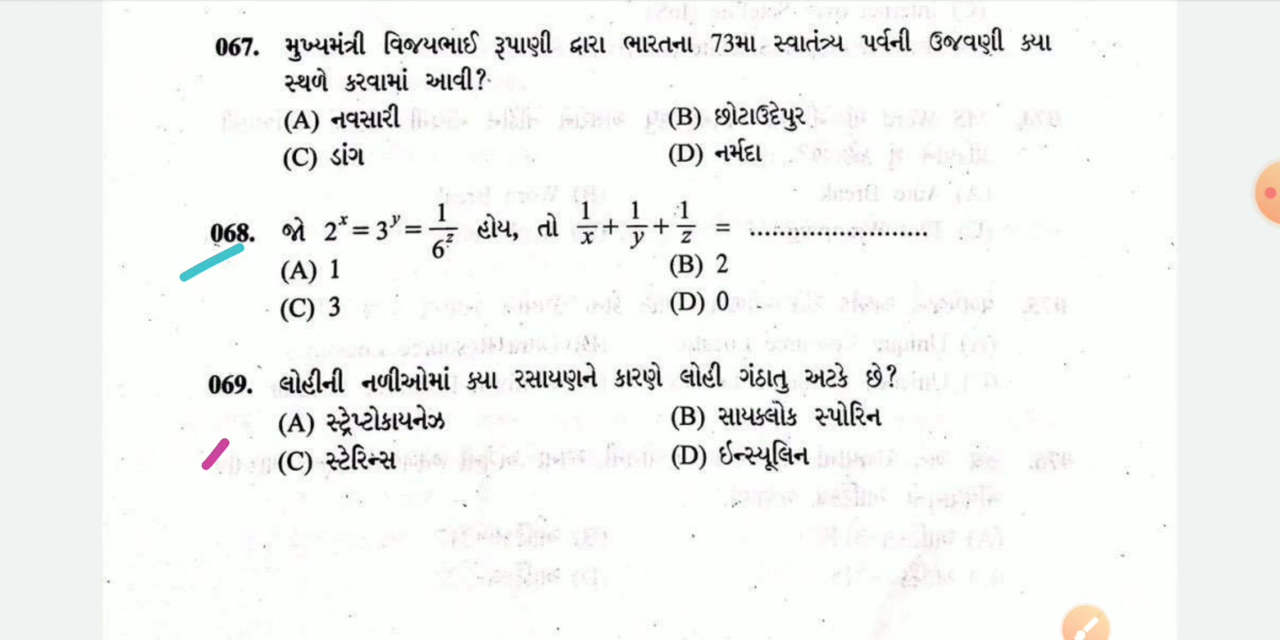 067. મુખ્યમંત્રી વિજયભાઈ રૂપાણી દ્વારા ભારતના 73મા સ્વાતંત્ર્ય પર્વની ઉજવણી ક્યા
સ્થળે કરવામાં આવી?
(A) નવસારી (B) છોટાઉદેપુર
(C) ડાંગ (D) નર્મદા
068. જો 2^x = 3^y = 1/6^z હોય, તો 1/x + 1/y + 1/z = ........................
(A) 1 (B) 2
(C) 3 (D) 0
069. લોહીની નળીઓમાં ક્યા રસાયણને કારણે લોહી ગંઠાતુ અટકે છે?
(A) સ્ટ્રેપ્ટોકાયનેઝ (B) સાયક્લોક સ્પોરિન
(C) સ્ટેરિન્સ (D) ઇન્સ્યૂલિન